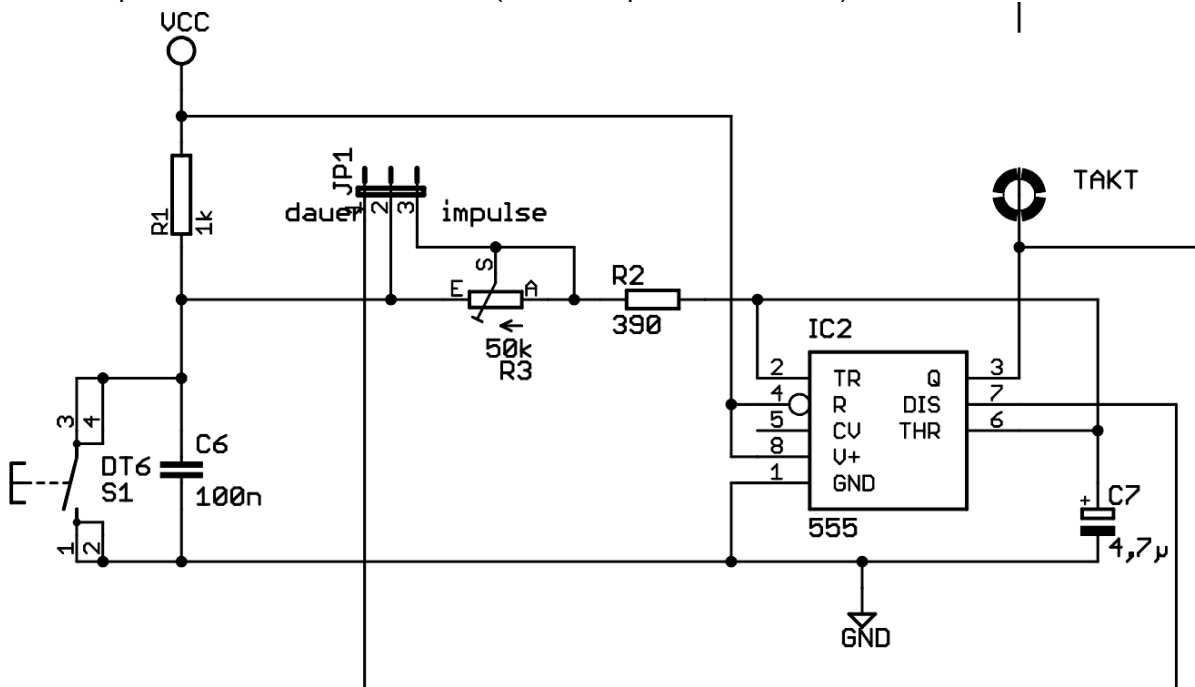 VCC
JP1
1
2
3
dauer
impulse
TAKT
R1
1k
E
S
A
50k
R3
R2
390
IC2
2
TR
Q
3
4
R
DIS
7
5
CV
THR
6
8
V+
1
GND
555
3
4
DT6
S1
1
2
C6
100n
+
C7
4,7µ
GND